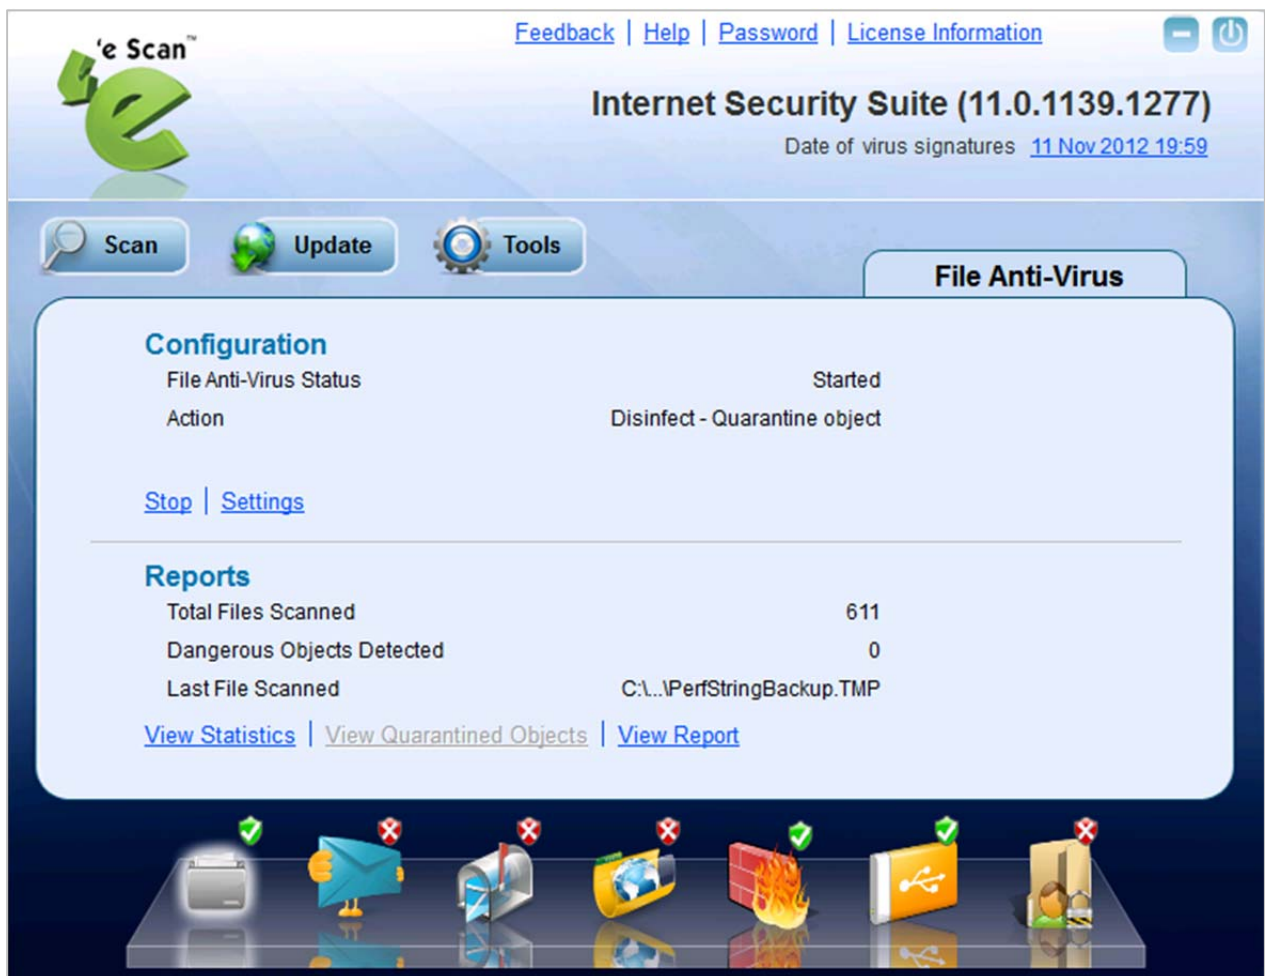 Feedback | Help | Password | License Information
'e Scan™
Internet Security Suite (11.0.1139.1277)
Date of virus signatures 11 Nov 2012 19:59
Scan Update Tools
File Anti-Virus
Configuration
File Anti-Virus Status Started
Action Disinfect - Quarantine object
Stop | Settings
Reports
Total Files Scanned 611
Dangerous Objects Detected 0
Last File Scanned C:\...\PerfStringBackup.TMP
View Statistics | View Quarantined Objects | View Report